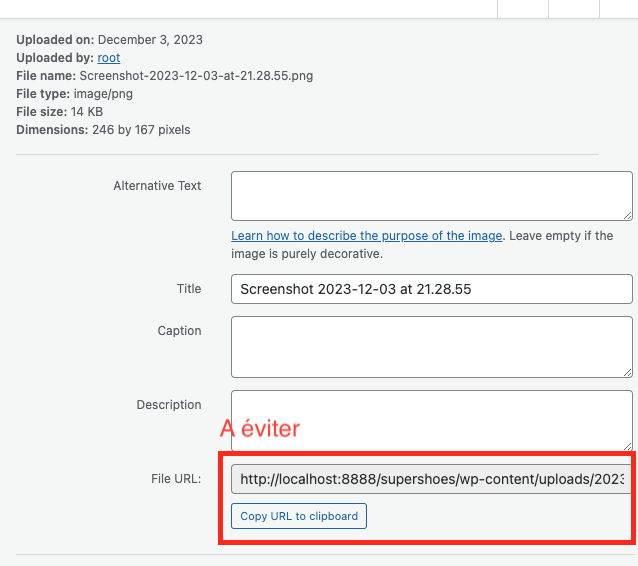 Uploaded on: December 3, 2023
Uploaded by: root
File name: Screenshot-2023-12-03-at-21.28.55.png
File type: image/png
File size: 14 KB
Dimensions: 246 by 167 pixels
Alternative Text
Learn how to describe the purpose of the image. Leave empty if the
image is purely decorative.
Title
Screenshot 2023-12-03 at 21.28.55
Caption
Description
A éviter
File URL:
http://localhost:8888/supershoes/wp-content/uploads/2023
Copy URL to clipboard